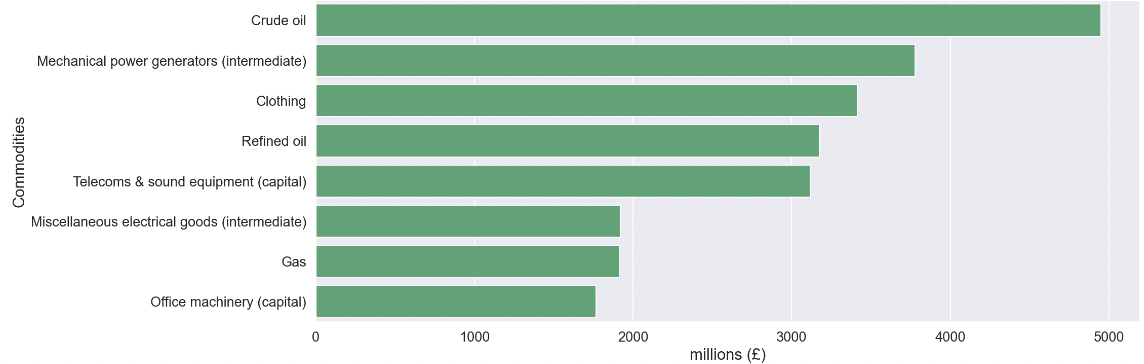 Commodities
Crude oil
Mechanical power generators (intermediate)
Clothing
Refined oil
Telecoms & sound equipment (capital)
Miscellaneous electrical goods (intermediate)
Gas
Office machinery (capital)
0 1000 2000 3000 4000 5000
millions (£)